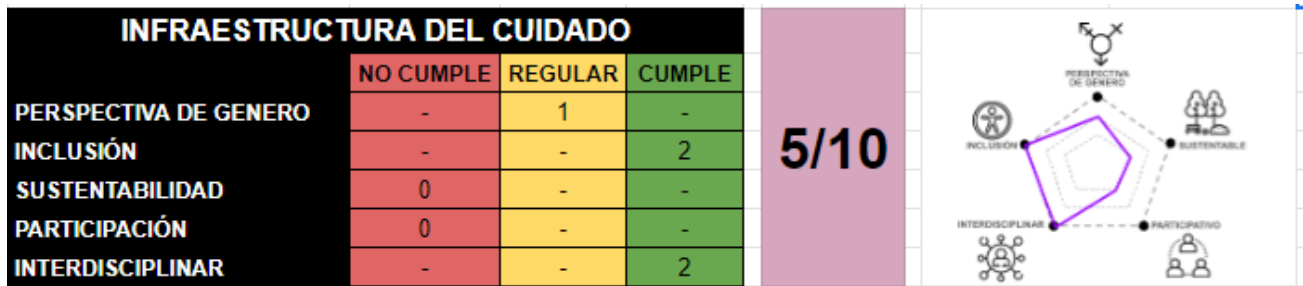 INFRAESTRUCTURA DEL CUIDADO
NO CUMPLE REGULAR CUMPLE
PERSPECTIVA DE GENERO - 1 -
INCLUSIÓN - - 2
SUSTENTABILIDAD 0 - -
PARTICIPACIÓN 0 - -
INTERDISCIPLINAR - - 2
5/10
PERSPECTIVA
DE GÉNERO
INCLUSIÓN
SUSTENTABLE
INTERDISCIPLINAR
PARTICIPATIVO